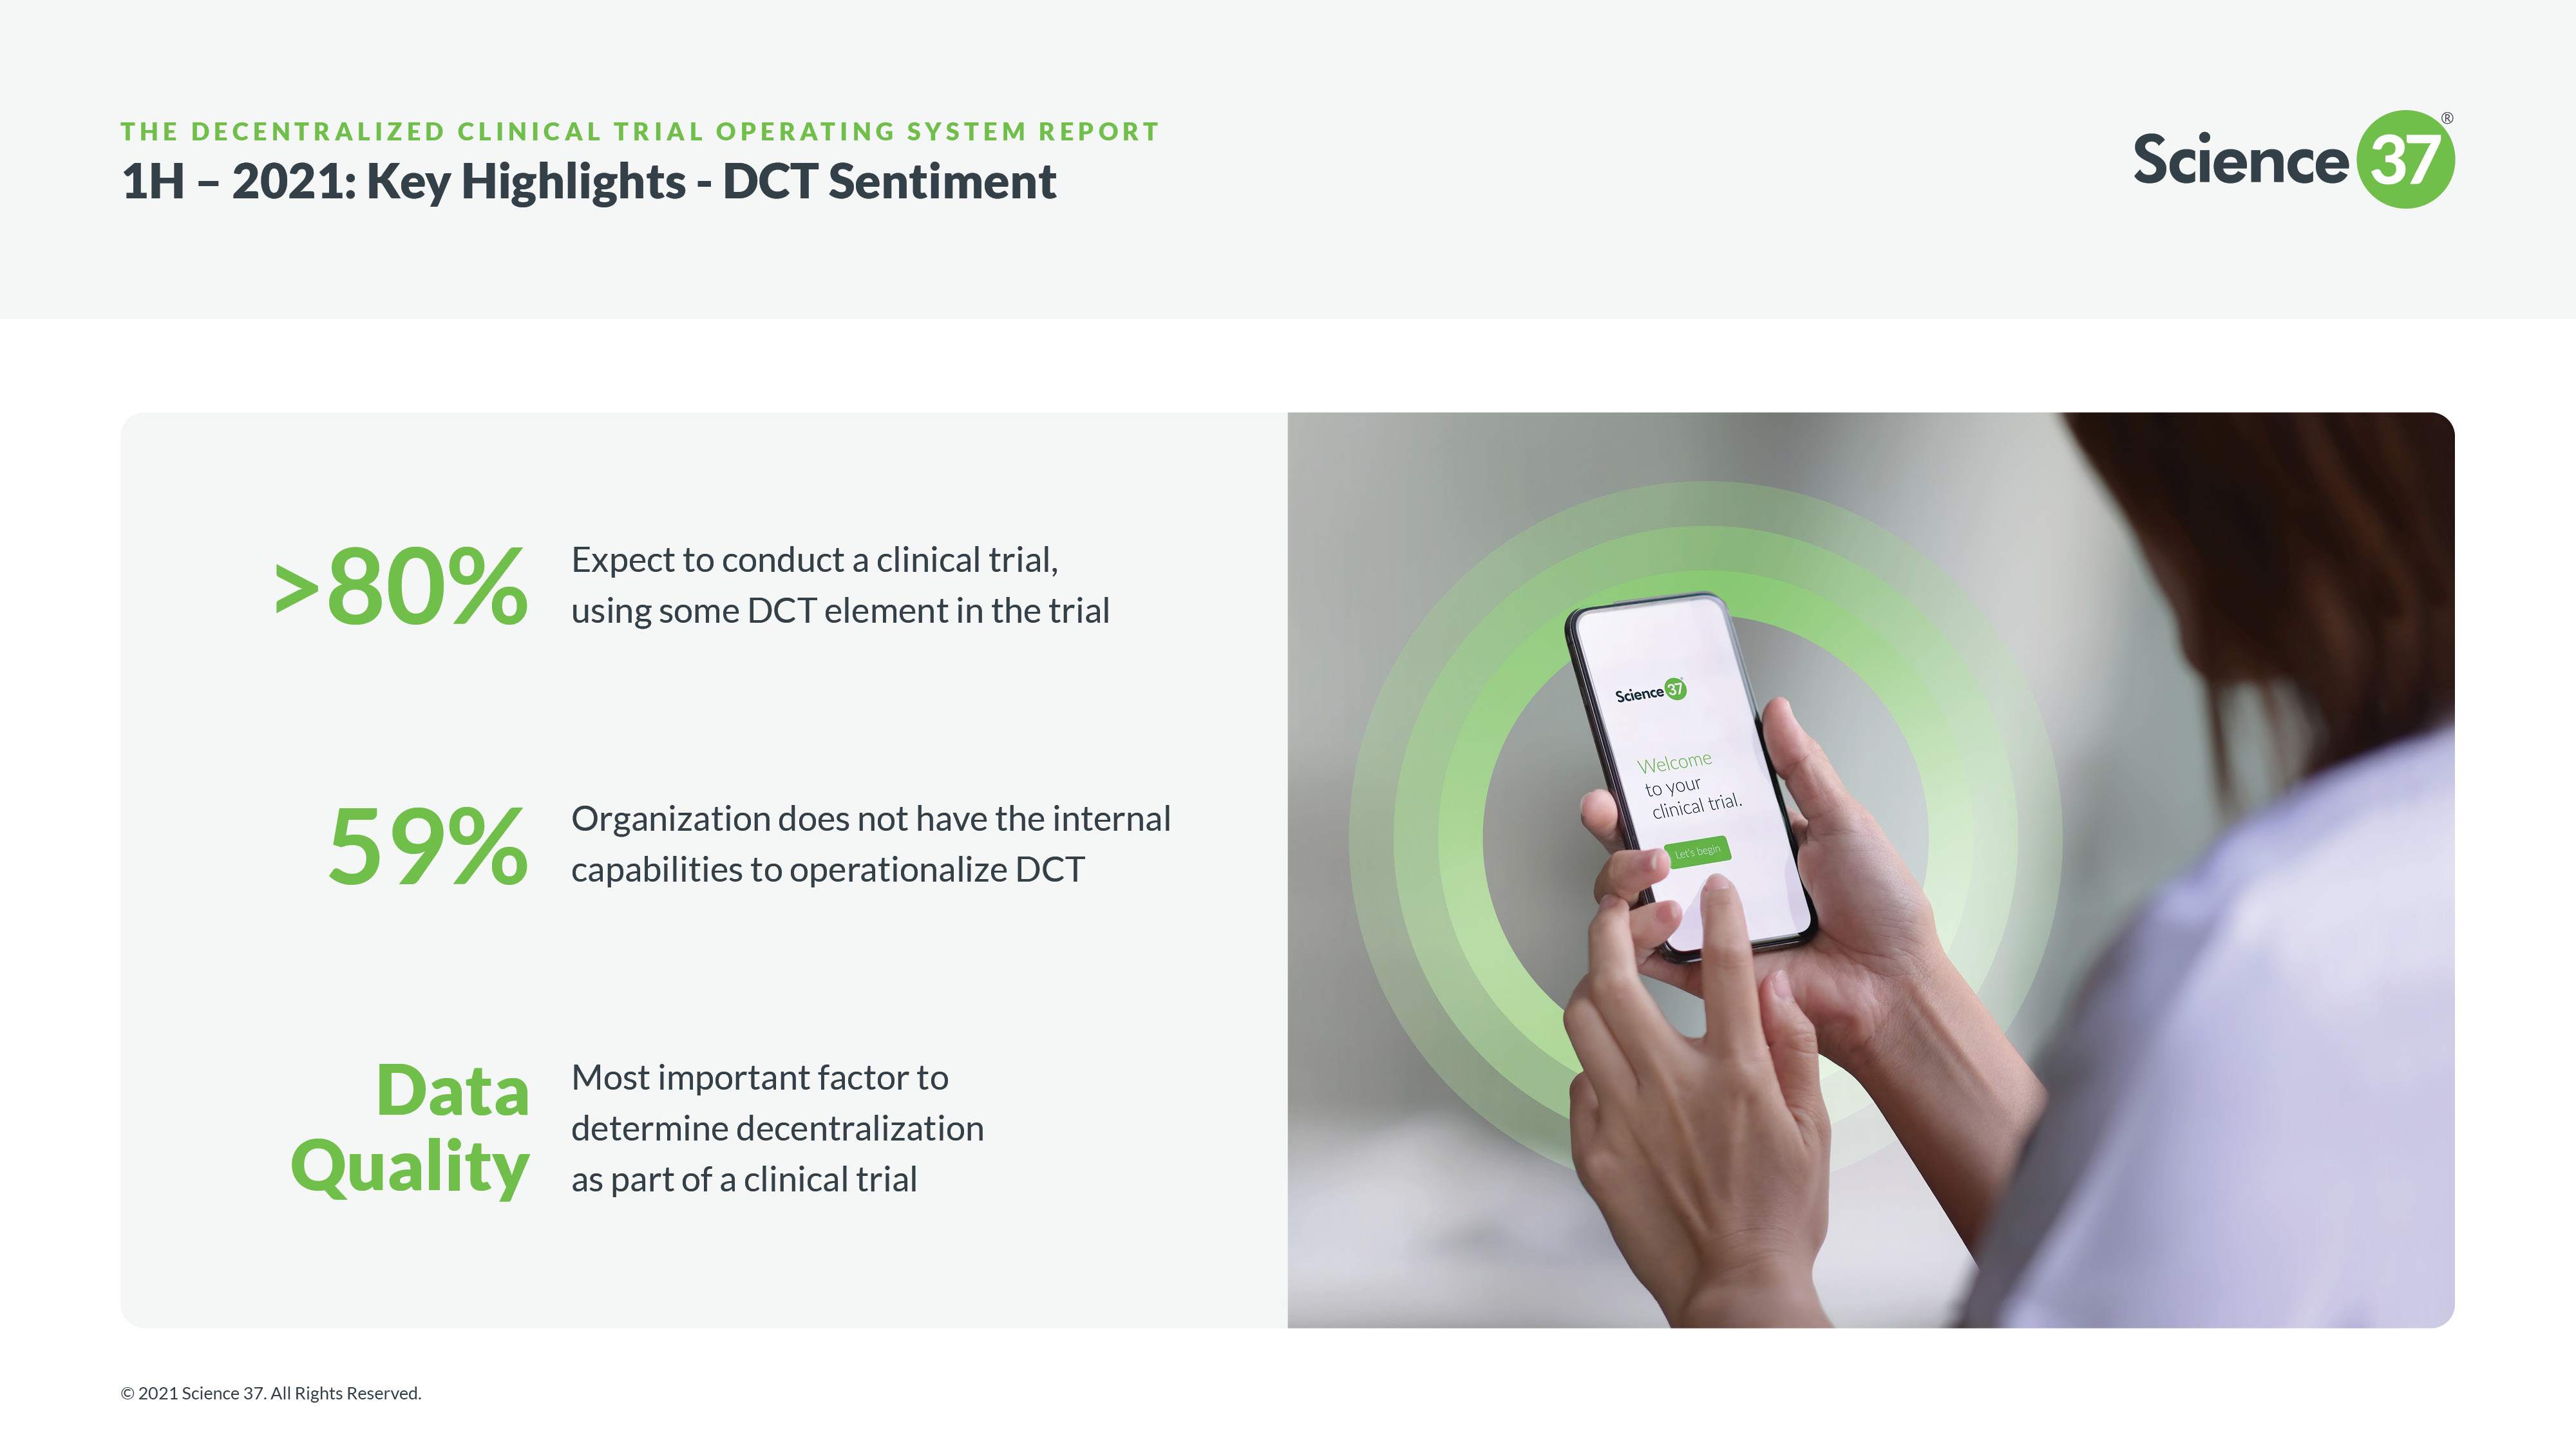 THE DECENTRALIZED CLINICAL TRIAL OPERATING SYSTEM REPORT
1H – 2021: Key Highlights - DCT Sentiment
Science 37®
>80%
Expect to conduct a clinical trial,
using some DCT element in the trial
59%
Organization does not have the internal
capabilities to operationalize DCT
Data
Quality
Most important factor to
determine decentralization
as part of a clinical trial
Science 37
Welcome
to your
clinical trial.
Let's begin
© 2021 Science 37. All Rights Reserved.